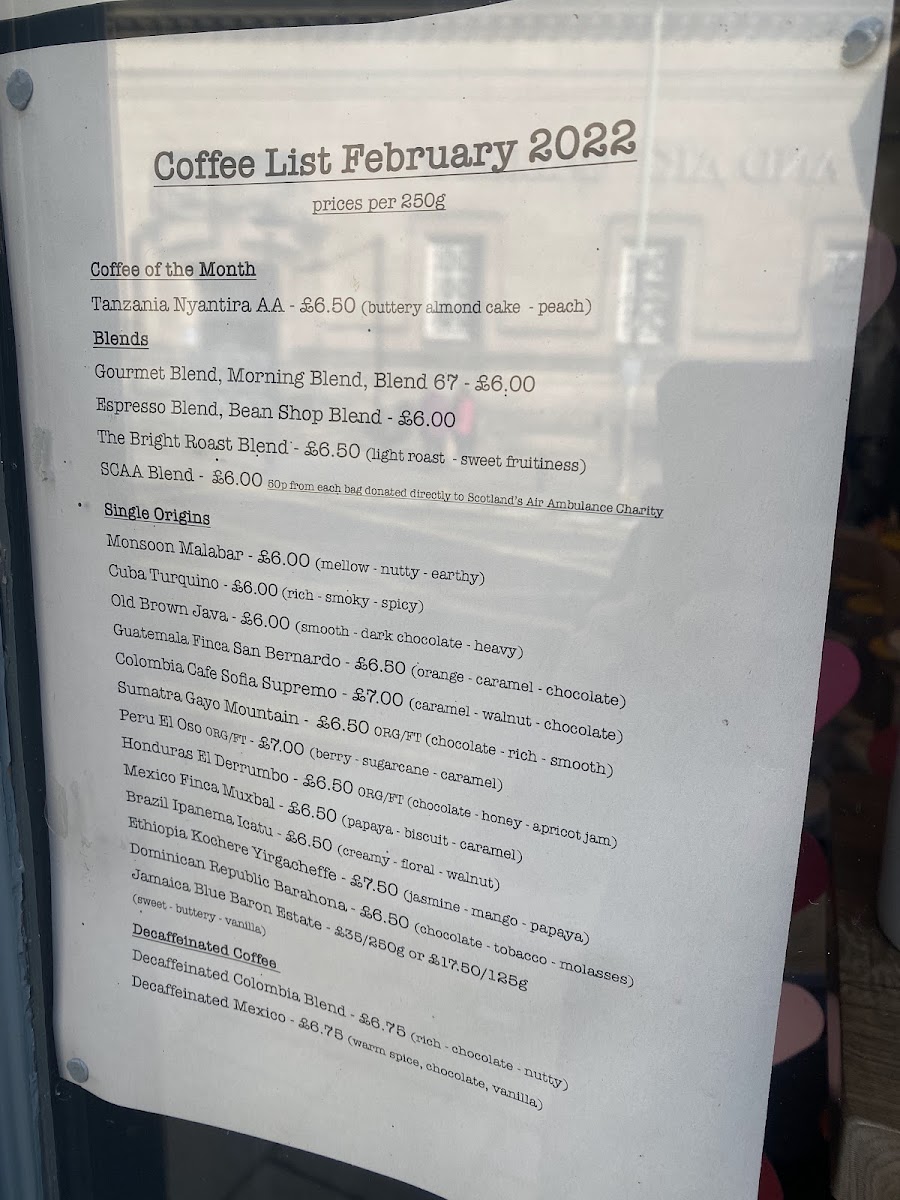 Coffee List February 2022
prices per 250g
Coffee of the Month
Tanzania Nyantira AA - £6.50 (buttery almond cake - peach)
Blends
Gourmet Blend, Morning Blend, Blend 67 - £6.00
Espresso Blend, Bean Shop Blend - £6.00
The Bright Roast Blend - £6.50 (light roast - sweet fruitiness)
SCAA Blend - £6.00 50p from each bag donated directly to Scotland's Air Ambulance Charity
Single Origins
Monsoon Malabar - £6.00 (mellow - nutty - earthy)
Cuba Turquino - £6.00 (rich - smoky - spicy)
Old Brown Java - £6.00 (smooth - dark chocolate - heavy)
Guatemala Finca San Bernardo - £6.50 (orange - caramel - chocolate)
Colombia Cafe Sofia Supremo - £7.00 (caramel - walnut - chocolate)
Sumatra Gayo Mountain - £6.50 ORG/FT (chocolate - rich - smooth)
Peru El Oso ORG/FT - £7.00 (berry - sugarcane - caramel)
Honduras El Derrumbo - £6.50 ORG/FT (chocolate - honey - apricot jam)
Mexico Finca Muxbal - £6.50 (papaya - biscuit - caramel)
Brazil Ipanema Icatu - £6.50 (creamy - floral - walnut)
Ethiopia Kochere Yirgacheffe - £7.50 (jasmine - mango - papaya)
Dominican Republic Barahona - £6.50 (chocolate - tobacco - molasses)
Jamaica Blue Baron Estate - £35/250g or £17.50/125g
(sweet - buttery - vanilla)
Decaffeinated Coffee
Decaffeinated Colombia Blend - £6.75 (rich - chocolate - nutty)
Decaffeinated Mexico - £6.75 (warm spice, chocolate, vanilla)